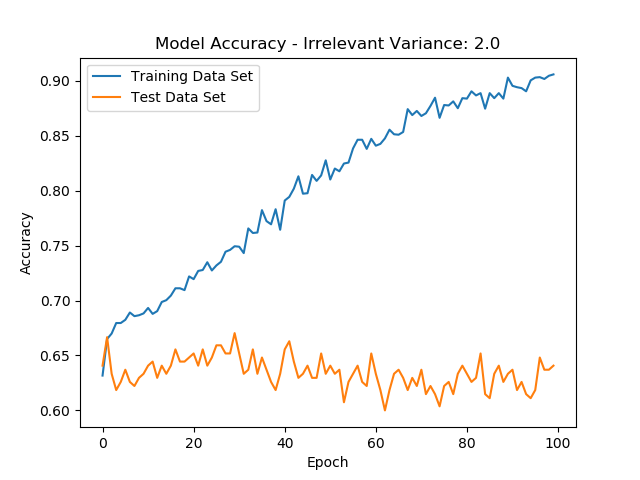 Model Accuracy - Irrelevant Variance: 2.0
Training Data Set
Test Data Set
0.90
0.85
0.80
0.75
0.70
0.65
0.60
Accuracy
0 20 40 60 80 100
Epoch